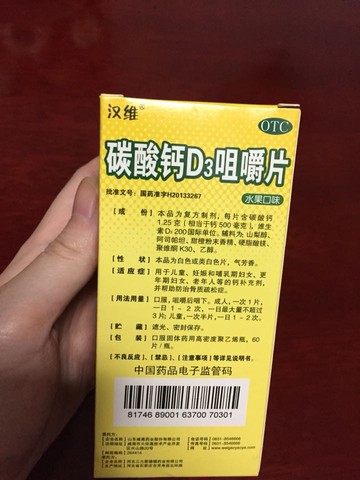 汉维®
OTC
碳酸钙D3咀嚼片
水果口味
批准文号：国药准字H20133267
【成 份】 本品为复方制剂，每片含碳酸钙
1.25克（相当于钙500毫克），维生
素D₃200国际单位。辅料为：山梨醇、
阿司帕坦、甜橙粉末香精、硬脂酸镁、
聚维酮K30、乙醇。
【性 状】 本品为白色或类白色片，气芳香。
【适 应 症】 用于儿童、妊娠和哺乳期妇女、更
年期妇女、老年人等的钙补充剂，
并帮助防治骨质疏松症。
【用法用量】 口服，咀嚼后咽下。成人，一次1片，
一日1～2次，一日最大量不超过
3片；儿童，一次半片，一日1～2次。
【贮 藏】 遮光、密封保存。
【包 装】 口服固体药用高密度聚乙烯瓶，60
片/瓶。
【不良反应】、【禁忌】、【注意事项】等详见说明书。
中国药品电子监管码
81746 89001 63700 70301